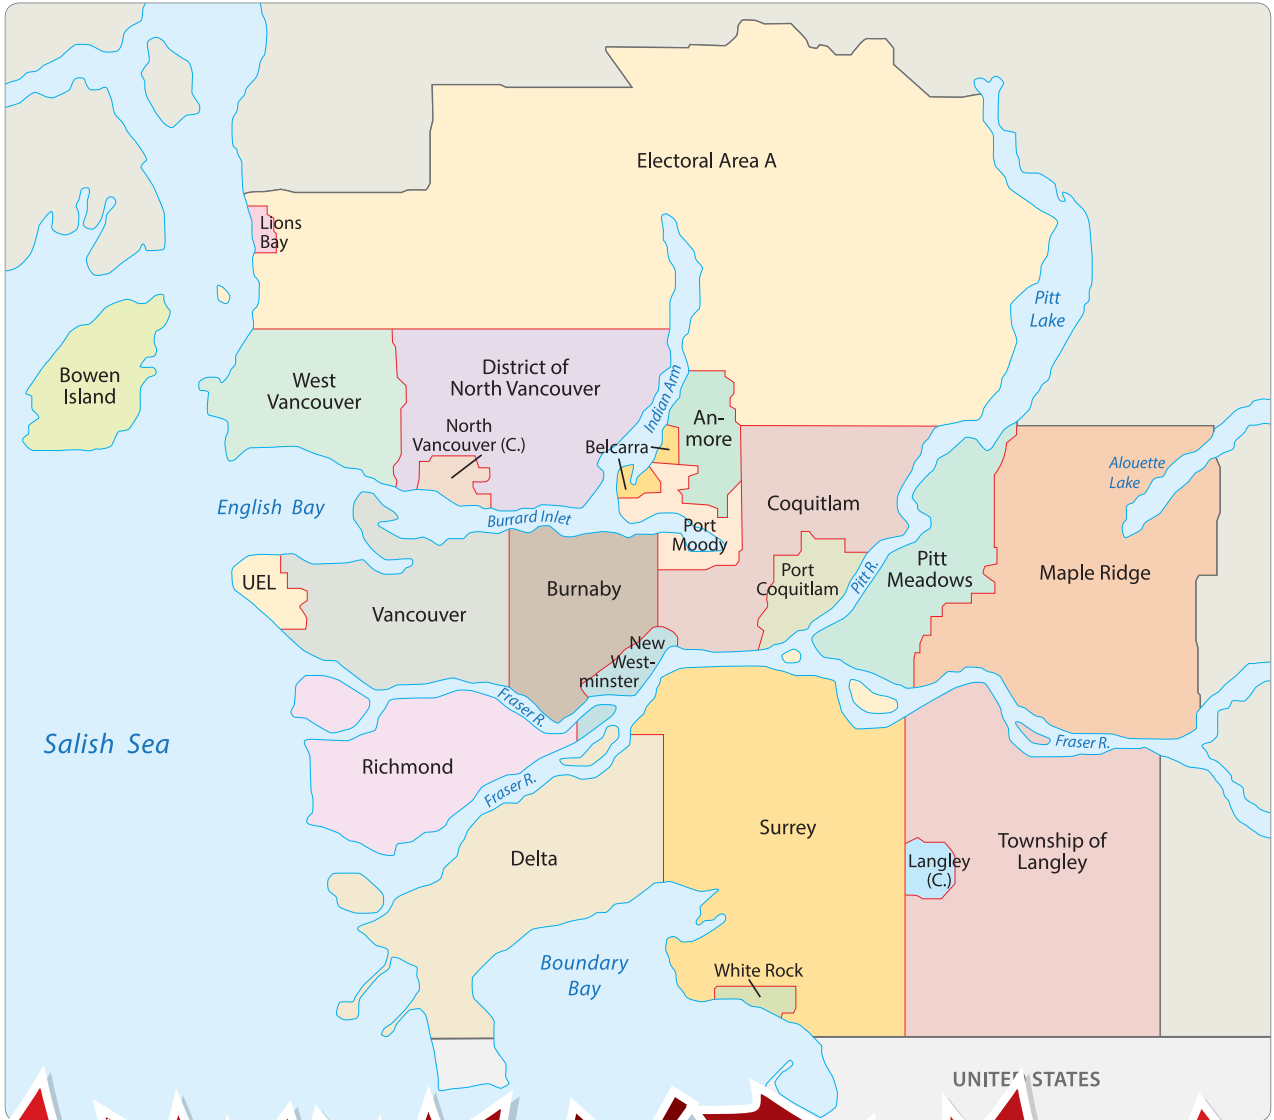 Electoral Area A
Lions
Bay
Pitt
Lake
Bowen
Island
West
Vancouver
District of
North Vancouver
Indian Arm
An-
more
North
Vancouver (C.)
Belcarra
Alouette
Lake
English Bay
Burrard Inlet
Coquitlam
Port
Moody
UEL
Vancouver
Burnaby
Port
Coquitlam
Pitt R.
Pitt
Meadows
Maple Ridge
New
West-
minster
Fraser R.
Salish Sea
Richmond
Fraser R.
Fraser R.
Surrey
Delta
Township of
Langley
Langley
(C.)
Boundary
Bay
White Rock
UNITED STATES